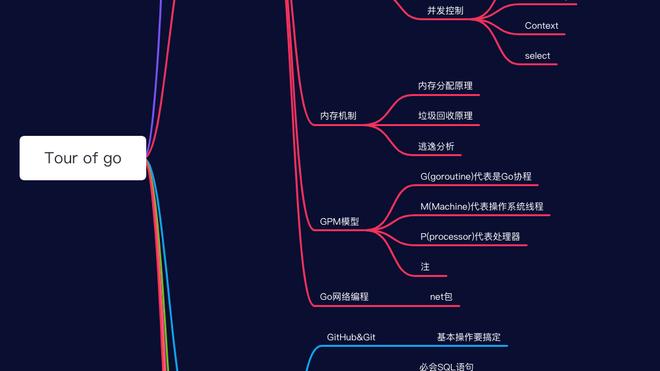 并发控制
Context
select
内存分配原理
内存机制
垃圾回收原理
逃逸分析
Tour of go
G(goroutine)代表是Go协程
M(Machine)代表操作系统线程
GPM模型
P(processor)代表处理器
注
Go网络编程
net包
GitHub&Git
基本操作要搞定
必会SQL语句